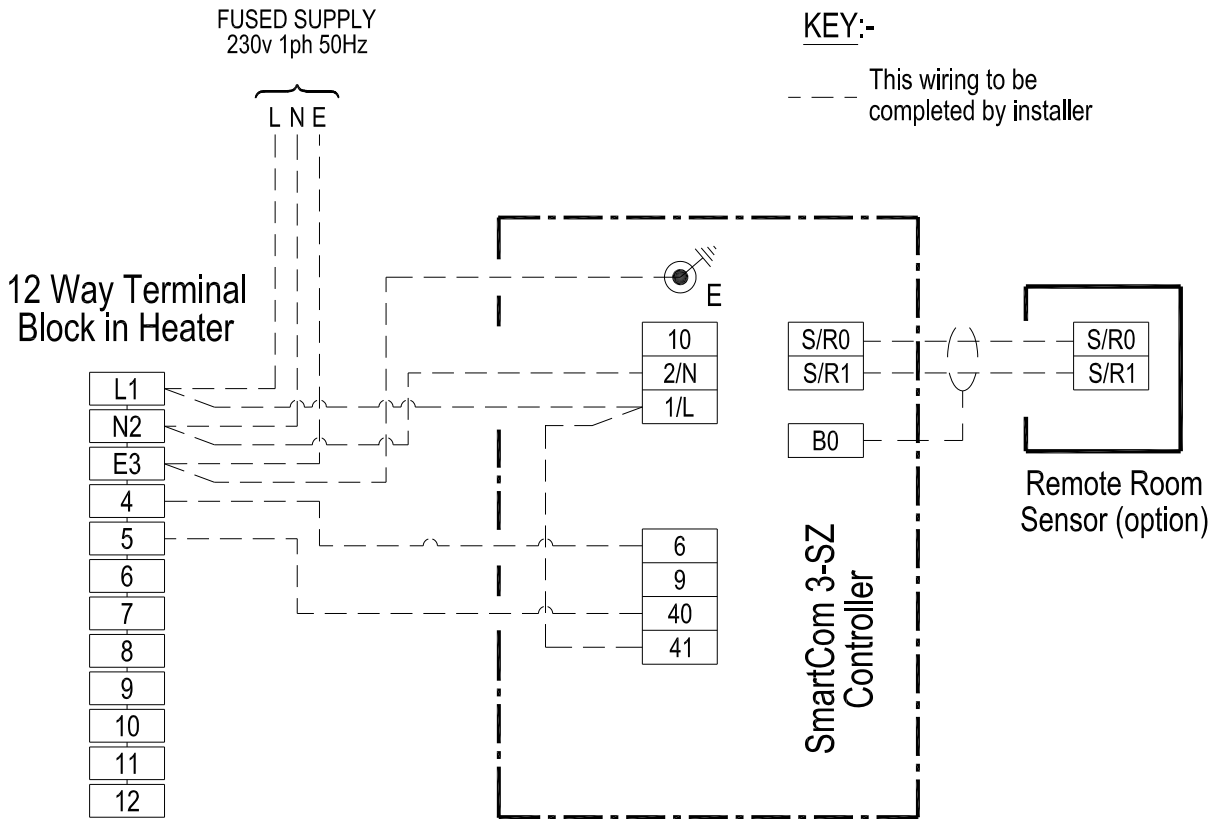 FUSED SUPPLY
230v 1ph 50Hz
L N E
KEY:-
This wiring to be
completed by installer
12 Way Terminal
Block in Heater
L1
N2
E3
4
5
6
7
8
9
10
11
12
E
10
2/N
1/L
6
9
40
41
S/R0
S/R1
B0
SmartCom 3-SZ
Controller
S/R0
S/R1
Remote Room
Sensor (option)